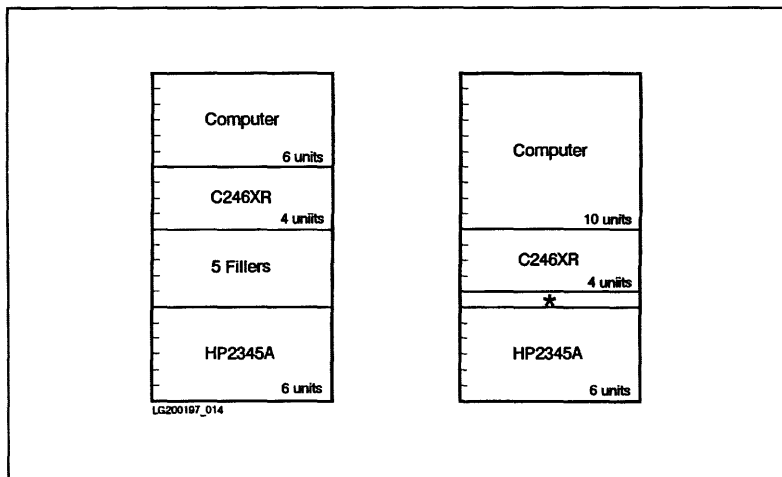 Computer
6 units
C246XR
4 uniits
5 Fillers
HP2345A
6 units
LG200197_014
Computer
10 units
C246XR
4 uniits
*
HP2345A
6 units